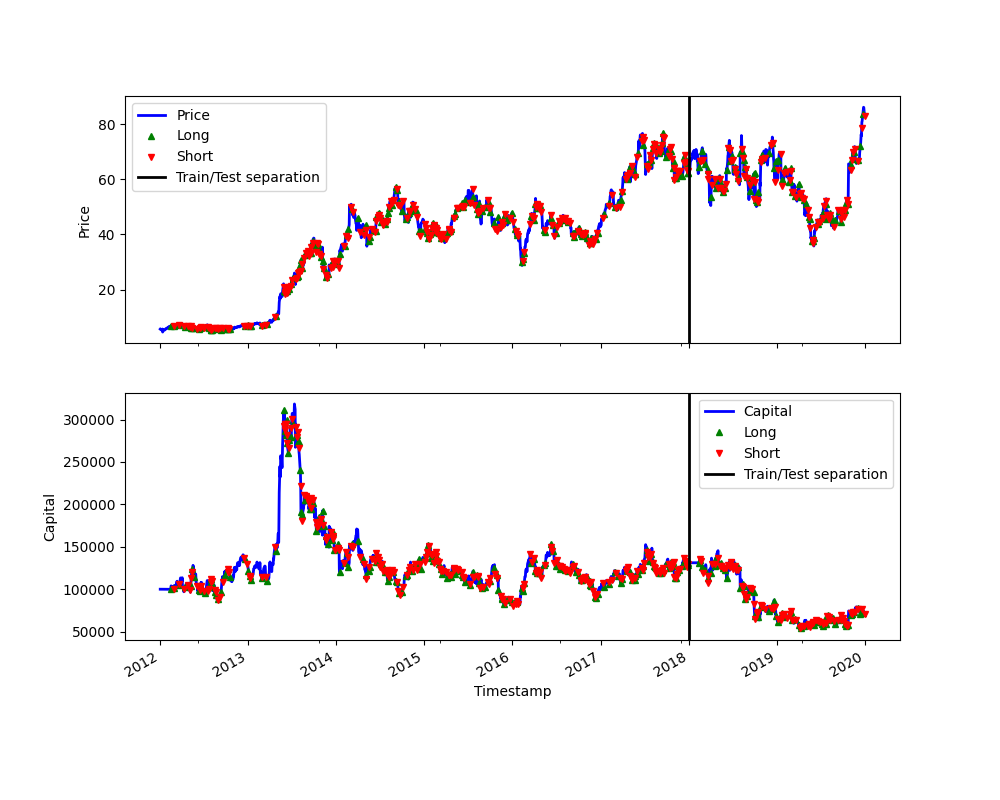 Price
Long
Short
Train/Test separation
80
60
40
20
Price
Capital
Long
Short
Train/Test separation
300000
250000
200000
150000
100000
50000
Capital
2012 2013 2014 2015 2016 2017 2018 2019 2020
Timestamp